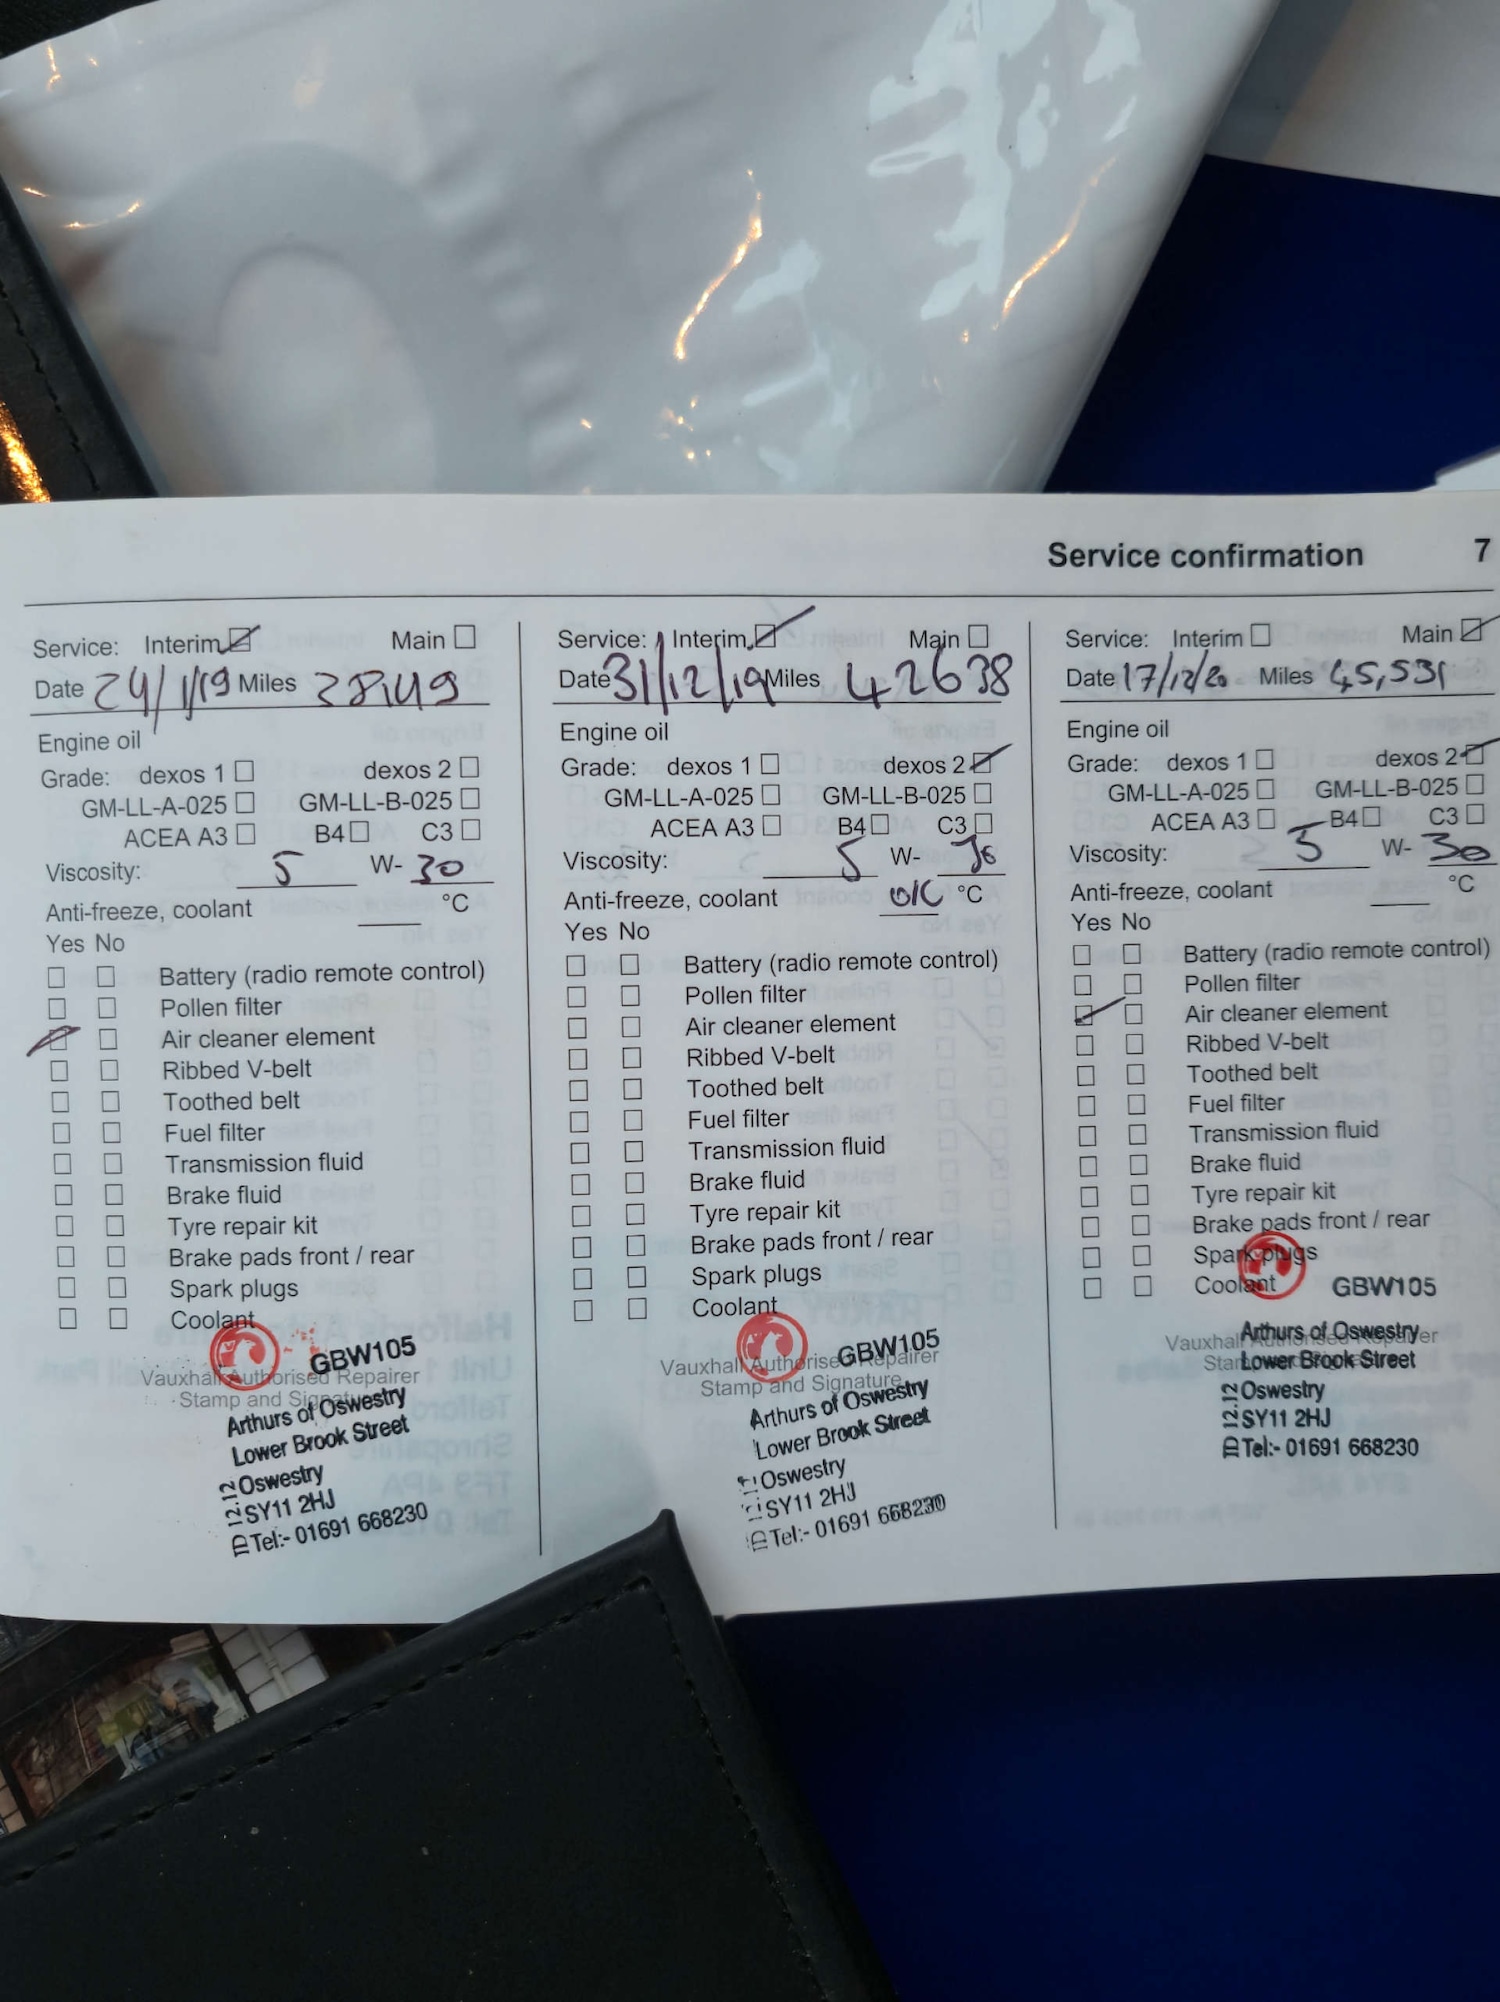 Service confirmation 7
Service: Interim Main
Date 24/1/19 Miles 38149
Engine oil
Grade: dexos 1 dexos 2
GM-LL-A-025 GM-LL-B-025
ACEA A3 B4 C3
Viscosity: 5 W- 30
Anti-freeze, coolant °C
Yes No
Battery (radio remote control)
Pollen filter
Air cleaner element
Ribbed V-belt
Toothed belt
Fuel filter
Transmission fluid
Brake fluid
Tyre repair kit
Brake pads front / rear
Spark plugs
Coolant
GBW105
Vauxhall Authorised Repairer
Stamp and Signature
Arthurs of Oswestry
Lower Brook Street
Oswestry
SY11 2HJ
Tel:- 01691 668230
ID 12.12
Service: Interim Main
Date 31/12/19 Miles 42638
Engine oil
Grade: dexos 1 dexos 2
GM-LL-A-025 GM-LL-B-025
ACEA A3 B4 C3
Viscosity: 5 W- 30
Anti-freeze, coolant °C
Yes No
Battery (radio remote control)
Pollen filter
Air cleaner element
Ribbed V-belt
Toothed belt
Fuel filter
Transmission fluid
Brake fluid
Tyre repair kit
Brake pads front / rear
Spark plugs
Coolant
GBW105
Vauxhall Authorised Repairer
Stamp and Signature
Arthurs of Oswestry
Lower Brook Street
Oswestry
SY11 2HJ
Tel:- 01691 668230
Service: Interim Main
Date 17/12/20 Miles 45,531
Engine oil
Grade: dexos 1 dexos 2
GM-LL-A-025 GM-LL-B-025
ACEA A3 B4 C3
Viscosity: 5 W- 30
Anti-freeze, coolant °C
Yes No
Battery (radio remote control)
Pollen filter
Air cleaner element
Ribbed V-belt
Toothed belt
Fuel filter
Transmission fluid
Brake fluid
Tyre repair kit
Brake pads front / rear
Spark plugs
Coolant
GBW105
Vauxhall Authorised Repairer
Arthurs of Oswestry
Lower Brook Street
Oswestry
SY11 2HJ
Tel:- 01691 668230
ID 12.12